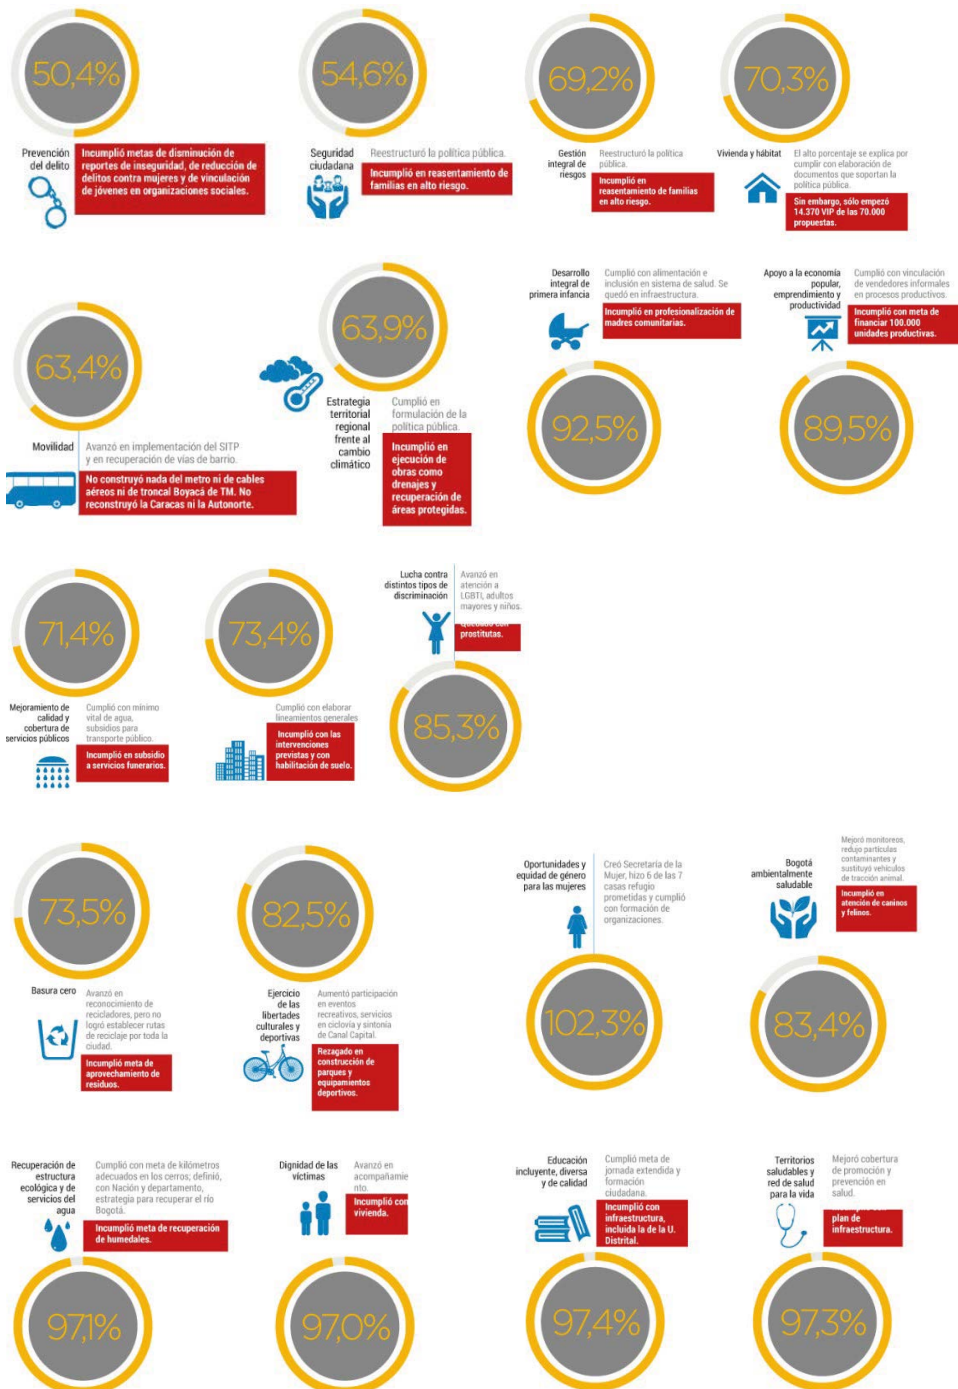 50,4%
Prevención
del delito
Incumplió metas de disminución de
reportes de inseguridad, de reducción de
delitos contra mujeres y de vinculación
de jóvenes en organizaciones sociales.
54,6%
Seguridad
ciudadana
Reestructuró la política pública.
Incumplió en reasentamiento de
familias en alto riesgo.
69,2%
Gestión
integral de
riesgos
Reestructuró la política
pública.
Incumplió en
reasentamiento de familias
en alto riesgo.
70,3%
Vivienda y hábitat
El alto porcentaje se explica por
cumplir con elaboración de
documentos que soportan la
política pública.
Sin embargo, sólo empezó
14.370 VIP de las 70.000
propuestas.
63,4%
Movilidad
Avanzó en implementación del SITP
y en recuperación de vías de barrio.
No construyó nada del metro ni de cables
aéreos ni de troncal Boyacá de TM. No
reconstruyó la Caracas ni la Autonorte.
63,9%
Estrategia
territorial
regional
frente al
cambio
climático
Cumplió en
formulación de la
política pública.
Incumplió en
ejecución de
obras como
drenajes y
recuperación de
áreas protegidas.
Desarrollo
integral de
primera infancia
Cumplió con alimentación e
inclusión en sistema de salud. Se
quedó en infraestructura.
Incumplió en profesionalización de
madres comunitarias.
92,5%
Apoyo a la economía
popular,
emprendimiento y
productividad
Cumplió con vinculación
de vendedores informales
en procesos productivos.
Incumplió con meta de
financiar 100.000
unidades productivas.
89,5%
71,4%
Mejoramiento de
calidad y
cobertura de
servicios públicos
Cumplió con mínimo
vital de agua,
subsidios para
transporte público.
Incumplió en subsidio
a servicios funerarios.
73,4%
Cumplió con elaborar
lineamientos generales
Incumplió con las
intervenciones
previstas y con
habilitación de suelo.
Lucha contra
distintos tipos de
discriminación
Avanzó en
atención a
LGBTI, adultos
mayores y niños.
prostitutas.
85,3%
73,5%
Basura cero
Avanzó en
reconocimiento de
recicladores, pero no
logró establecer rutas
de reciclaje por toda la
ciudad.
Incumplió meta de
aprovechamiento de
residuos.
82,5%
Ejercicio
de las
libertades
culturales y
deportivas
Aumentó participación
en eventos
recreativos, servicios
en ciclovía y sintonía
de Canal Capital.
Rezagado en
construcción de
parques y
equipamientos
deportivos.
Oportunidades y
equidad de género
para las mujeres
Creó Secretaría de la
Mujer, hizo 6 de las 7
casas refugio
prometidas y cumplió
con formación de
organizaciones.
102,3%
Bogotá
ambientalmente
saludable
Mejoró monitoreos,
redujo partículas
contaminantes y
sustituyó vehículos
de tracción animal.
Incumplió en
atención de caninos
y felinos.
83,4%
Recuperación de
estructura
ecológica y de
servicios del
agua
Cumplió con meta de kilómetros
adecuados en los cerros; definió,
con Nación y departamento,
estrategia para recuperar el río
Bogotá.
Incumplió meta de recuperación
de humedales.
97,1%
Dignidad de las
víctimas
Avanzó en
acompañamie
nto.
Incumplió con
vivienda.
97,0%
Educación
incluyente, diversa
y de calidad
Cumplió meta de
jornada extendida y
formación
ciudadana.
Incumplió con
infraestructura,
incluida la de la U.
Distrital.
97,4%
Territorios
saludables y
red de salud
para la vida
Mejoró cobertura
de promoción y
prevención en
salud.
plan de
infraestructura.
97,3%